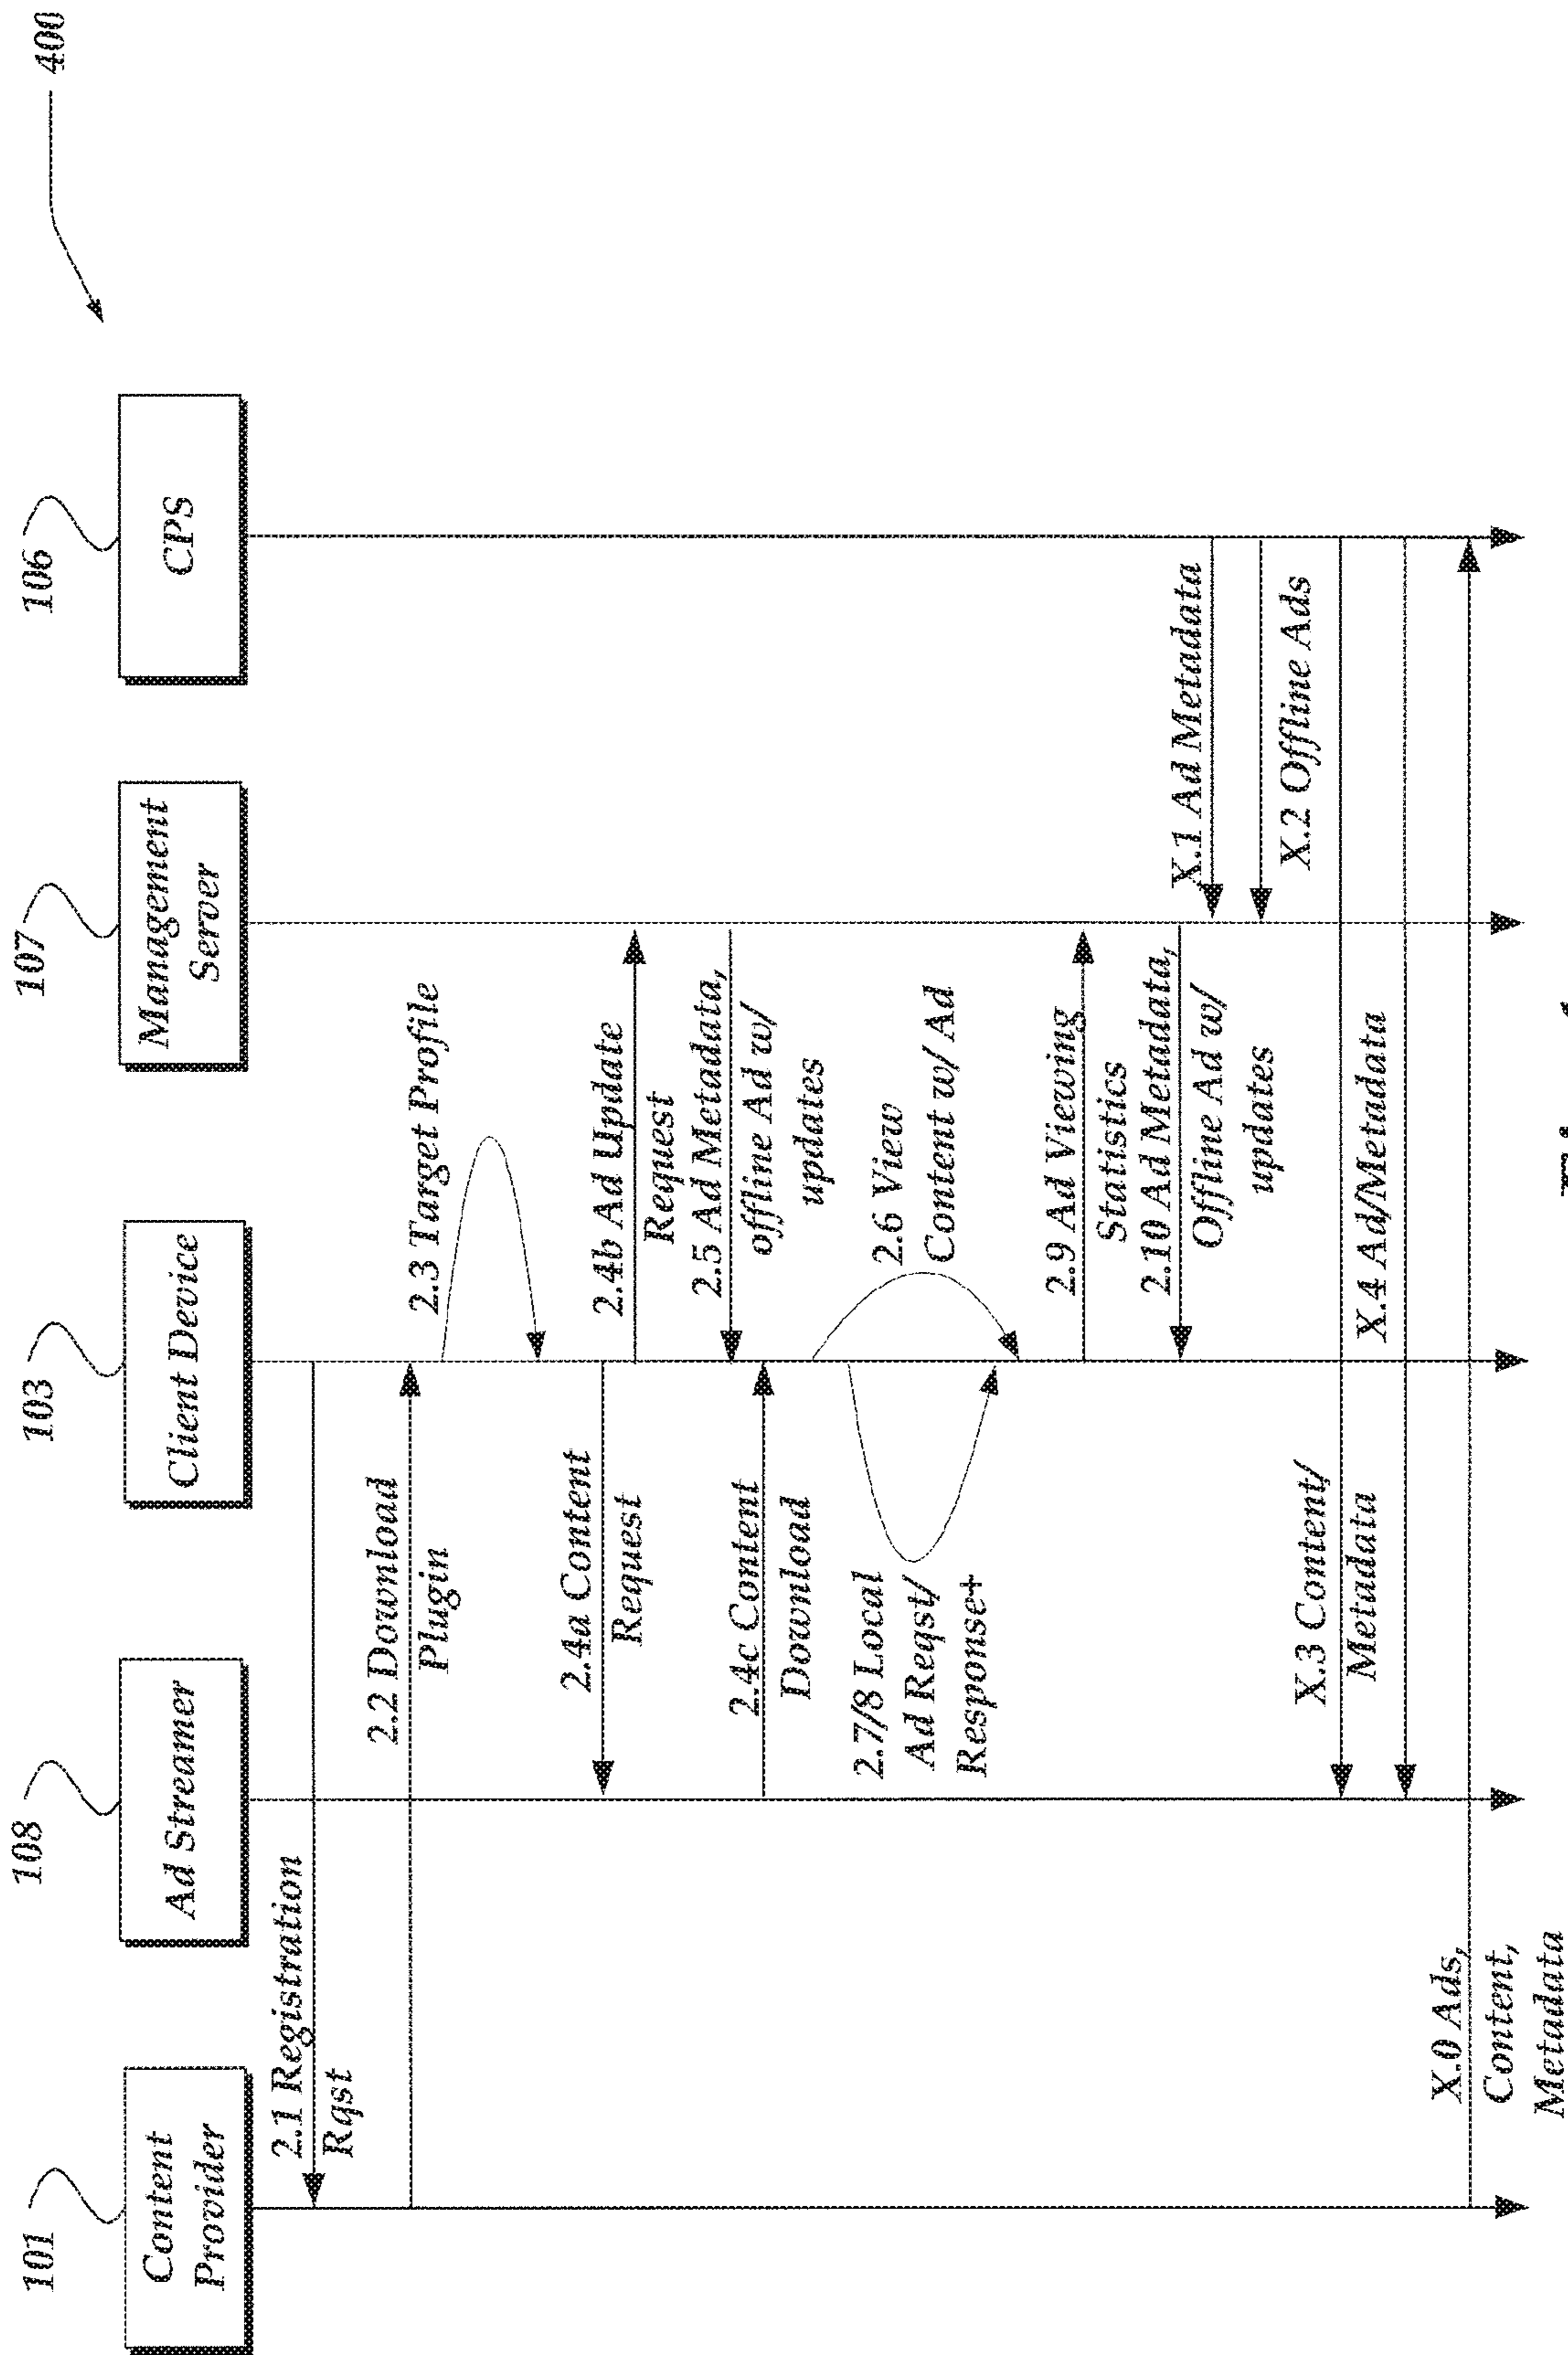 400
101
108
103
107
106
Content
Provider
Ad Streamer
Client Device
Management
Server
CPS
2.1 Registration
Rqst
2.2 Download
Plugin
2.3 Target Profile
2.4a Content
Request
2.4b Ad Update
Request
2.5 Ad Metadata,
offline Ad w/
updates
2.4c Content
Download
2.6 View
Content w/ Ad
2.7/8 Local
Ad Reqst/
Response+
2.9 Ad Viewing
Statistics
2.10 Ad Metadata,
Offline Ad w/
updates
X.1 Ad Metadata
X.2 Offline Ads
X.3 Content/
Metadata
X.4 Ad/Metadata
X.0 Ads,
Content,
Metadata